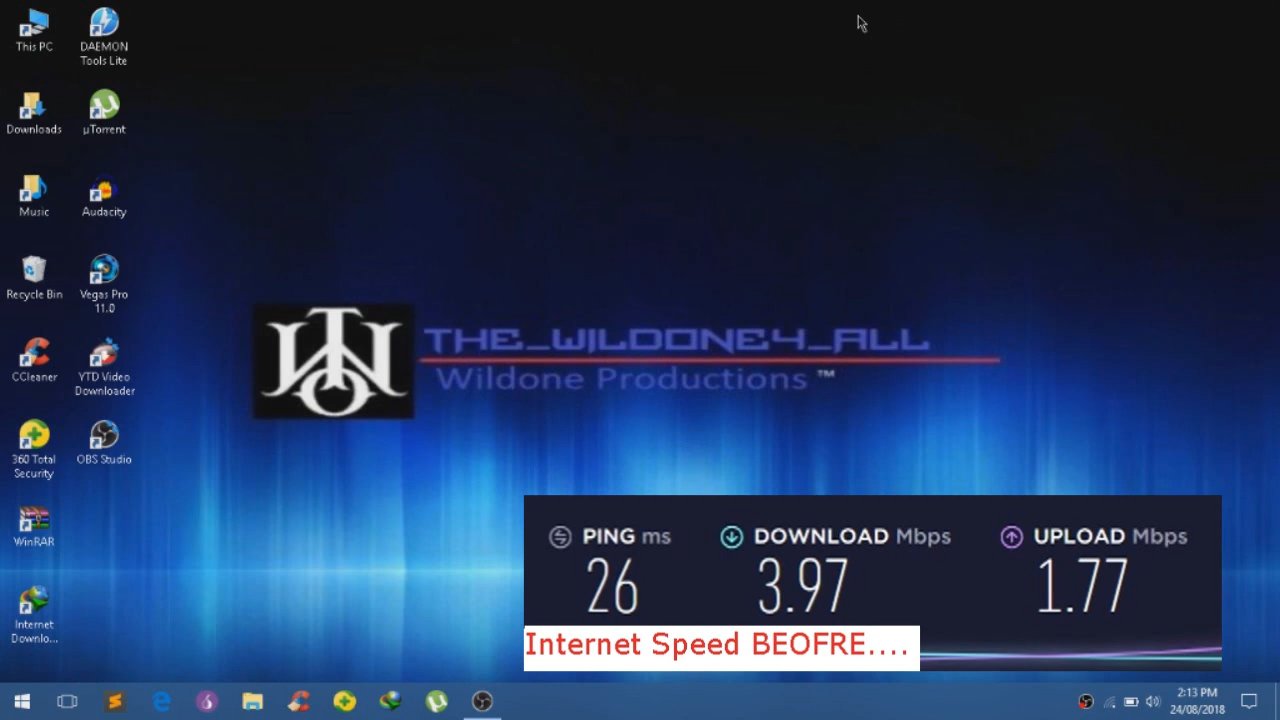 This PC
DAEMON
Tools Lite
Downloads
µTorrent
Music
Audacity
Recycle Bin
Vegas Pro
11.0
CCleaner
YTD Video
Downloader
360 Total
Security
OBS Studio
WinRAR
Internet
Downlo...
WTO
THE_WILDONE4_ALL
Wildone Productions ™
PING ms
DOWNLOAD Mbps
UPLOAD Mbps
26
3.97
1.77
Internet Speed BEOFRE....
2:13 PM
24/08/2018